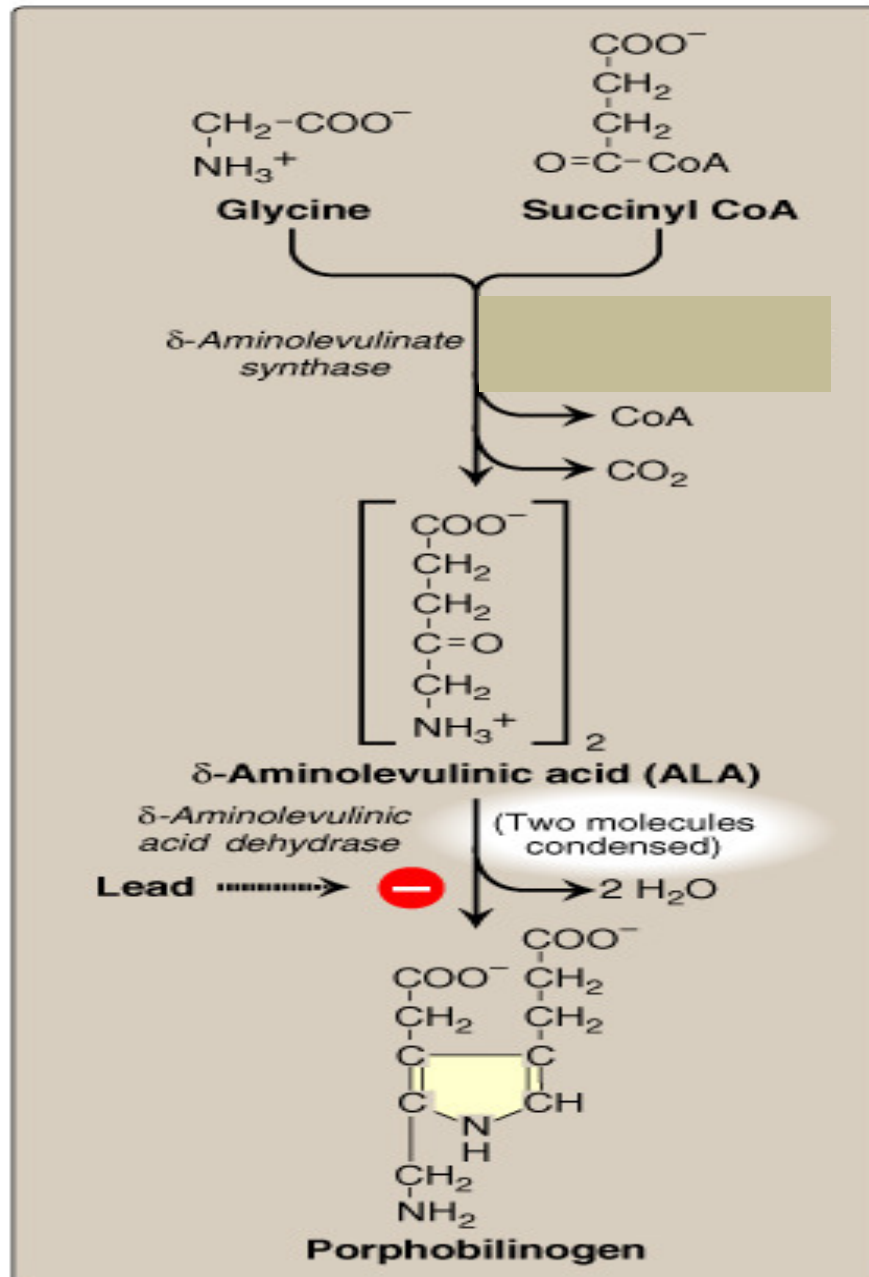 COO⁻
CH₂
CH₂-COO⁻
CH₂
NH₃⁺
O=C-CoA
Glycine
Succinyl CoA
δ-Aminolevulinate
synthase
CoA
CO₂
COO⁻
CH₂
CH₂
C=O
CH₂
NH₃⁺
2
δ-Aminolevulinic acid (ALA)
δ-Aminolevulinic
acid dehydrase
(Two molecules
condensed)
Lead
2 H₂O
COO⁻
COO⁻
CH₂
CH₂
CH₂
C C
C CH
N
H
CH₂
NH₂
Porphobilinogen